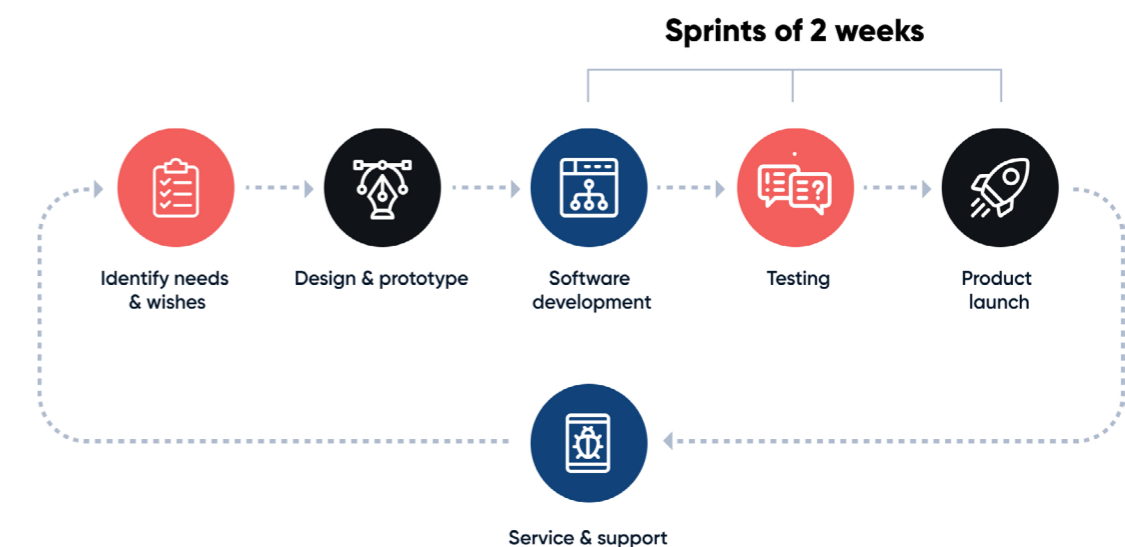 Sprints of 2 weeks
Identify needs
& wishes
Design & prototype
Software
development
Testing
Product
launch
Service & support